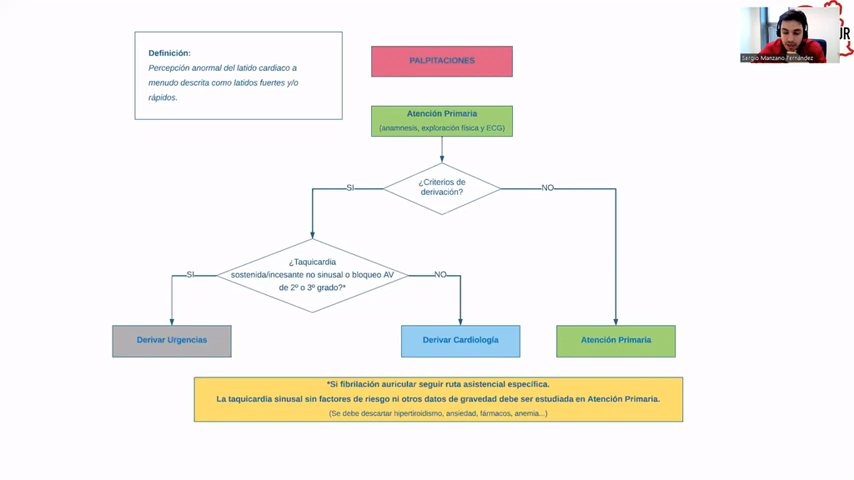 Definición:
Percepción anormal del latido cardiaco a
menudo descrita como latidos fuertes y/o
rápidos.
PALPITACIONES
UR
Sergio Manzano Fernández
Atención Primaria
(anamnesis, exploración física y ECG)
¿Criterios de
derivación?
SI
NO
¿Taquicardia
sostenida/incesante no sinusal o bloqueo AV
de 2º o 3º grado?*
SI
NO
Derivar Urgencias
Derivar Cardiología
Atención Primaria
*Si fibrilación auricular seguir ruta asistencial específica.
La taquicardia sinusal sin factores de riesgo ni otros datos de gravedad debe ser estudiada en Atención Primaria.
(Se debe descartar hipertiroidismo, ansiedad, fármacos, anemia...)